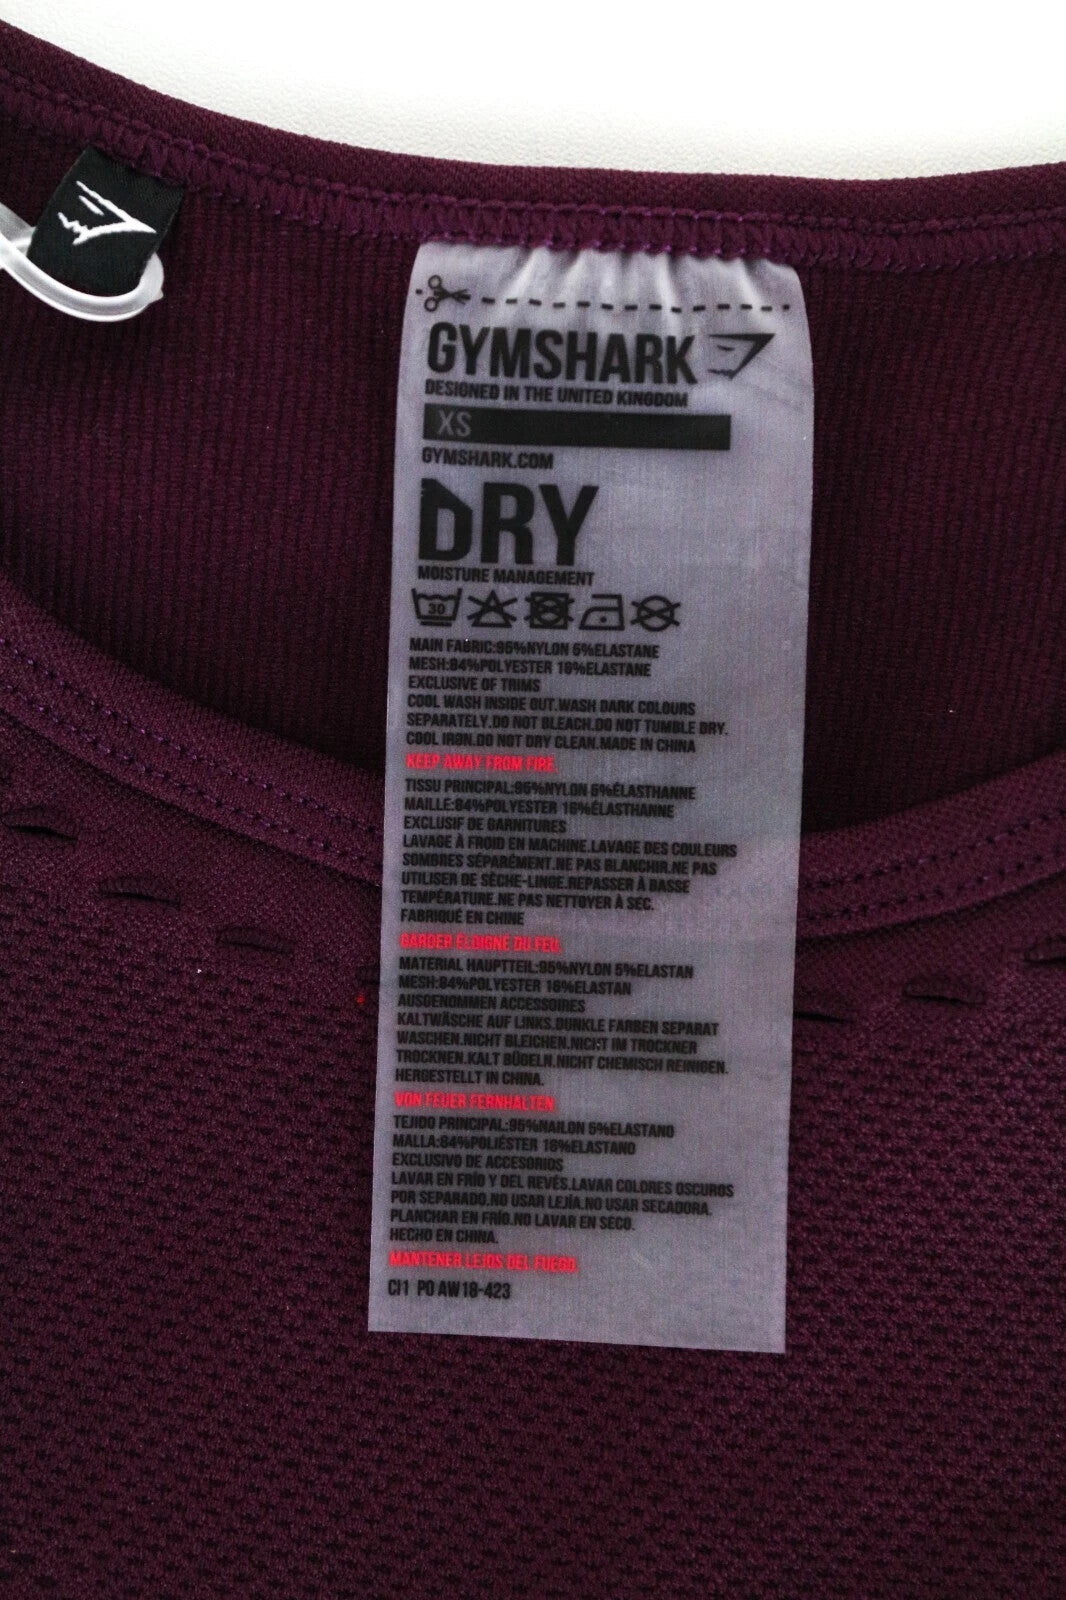 GYMSHARK
DESIGNED IN THE UNITED KINGDOM
XS
GYMSHARK.COM
DRY
MOISTURE MANAGEMENT
30
MAIN FABRIC:95%NYLON 5%ELASTANE
MESH:84%POLYESTER 16%ELASTANE
EXCLUSIVE OF TRIMS
COOL WASH INSIDE OUT.WASH DARK COLOURS
SEPARATELY.DO NOT BLEACH.DO NOT TUMBLE DRY.
COOL IRON.DO NOT DRY CLEAN.MADE IN CHINA
KEEP AWAY FROM FIRE.
TISSU PRINCIPAL:95%NYLON 5%ÉLASTHANNE
MAILLE:84%POLYESTER 16%ÉLASTHANNE
EXCLUSIF DE GARNITURES
LAVAGE À FROID EN MACHINE.LAVAGE DES COULEURS
SOMBRES SÉPARÉMENT.NE PAS BLANCHIR.NE PAS
UTILISER DE SÈCHE-LINGE.REPASSER À BASSE
TEMPÉRATURE.NE PAS NETTOYER À SEC.
FABRIQUÉ EN CHINE
GARDER ÉLOIGNÉ DU FEU.
MATERIAL HAUPTTEIL:95%NYLON 5%ELASTAN
MESH:84%POLYESTER 16%ELASTAN
AUSGENOMMEN ACCESSOIRES
KALTWÄSCHE AUF LINKS.DUNKLE FARBEN SEPARAT
WASCHEN.NICHT BLEICHEN.NICHT IM TROCKNER
TROCKNEN.KALT BÜGELN.NICHT CHEMISCH REINIGEN.
HERGESTELLT IN CHINA.
VON FEUER FERNHALTEN.
TEJIDO PRINCIPAL:95%NAILON 5%ELASTANO
MALLA:84%POLIÉSTER 16%ELASTANO
EXCLUSIVO DE ACCESORIOS
LAVAR EN FRÍO Y DEL REVÉS.LAVAR COLORES OSCUROS
POR SEPARADO.NO USAR LEJÍA.NO USAR SECADORA.
PLANCHAR EN FRÍO.NO LAVAR EN SECO.
HECHO EN CHINA.
MANTENER LEJOS DEL FUEGO.
CI1 PO AW18-423